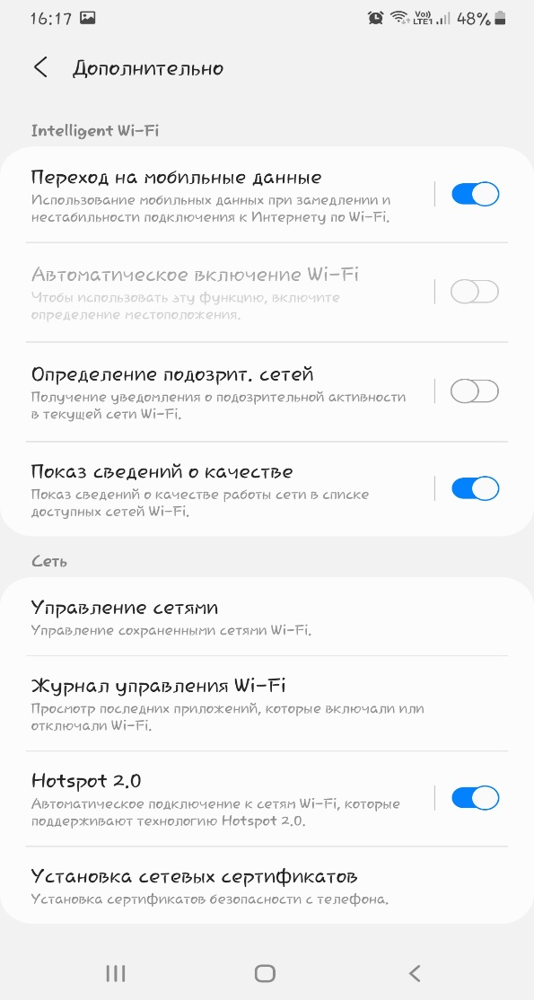 16:17
Vo)) LTE1 48%
Дополнительно
Intelligent Wi-Fi
Переход на мобильные данные
Использование мобильных данных при замедлении и
нестабильности подключения к Интернету по Wi-Fi.
Автоматическое включение Wi-Fi
Чтобы использовать эту функцию, включите
определение местоположения.
Определение подозрит. сетей
Получение уведомления о подозрительной активности
в текущей сети Wi-Fi.
Показ сведений о качестве
Показ сведений о качестве работы сети в списке
доступных сетей Wi-Fi.
Сеть
Управление сетями
Управление сохраненными сетями Wi-Fi.
Журнал управления Wi-Fi
Просмотр последних приложений, которые включали или
отключали Wi-Fi.
Hotspot 2.0
Автоматическое подключение к сетям Wi-Fi, которые
поддерживают технологию Hotspot 2.0.
Установка сетевых сертификатов
Установка сертификатов безопасности с телефона.